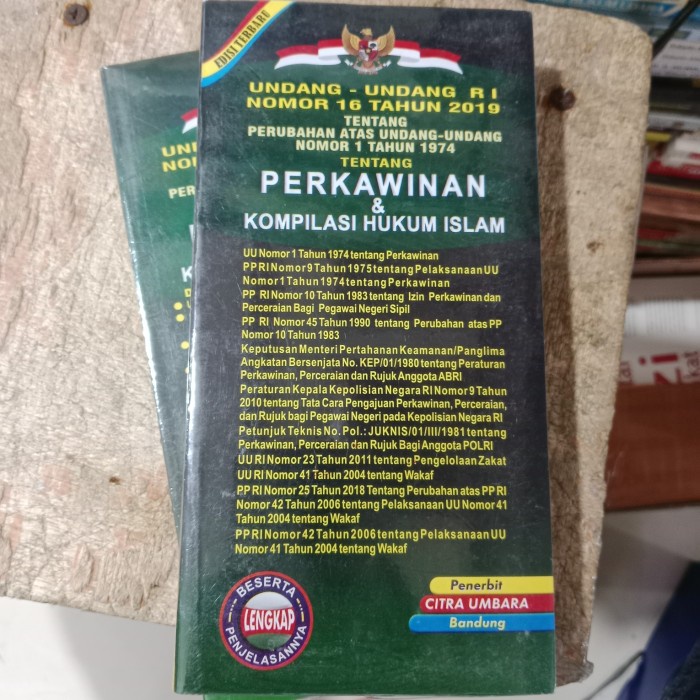 EDISI TERBARU
UNDANG - UNDANG R I
NOMOR 16 TAHUN 2019
TENTANG
PERUBAHAN ATAS UNDANG-UNDANG
NOMOR 1 TAHUN 1974
TENTANG
PERKAWINAN
&
KOMPILASI HUKUM ISLAM
UU Nomor 1 Tahun 1974 tentang Perkawinan
PP RI Nomor 9 Tahun 1975 tentang Pelaksanaan UU
Nomor 1 Tahun 1974 tentang Perkawinan
PP RI Nomor 10 Tahun 1983 tentang Izin Perkawinan dan
Perceraian Bagi Pegawai Negeri Sipil
PP RI Nomor 45 Tahun 1990 tentang Perubahan atas PP
Nomor 10 Tahun 1983
Keputusan Menteri Pertahanan Keamanan/Panglima
Angkatan Bersenjata No. KEP/01/1980 tentang Peraturan
Perkawinan, Perceraian dan Rujuk Anggota ABRI
Peraturan Kepala Kepolisian Negara RI Nomor 9 Tahun
2010 tentang Tata Cara Pengajuan Perkawinan, Perceraian,
dan Rujuk bagi Pegawai Negeri pada Kepolisian Negara RI
Petunjuk Teknis No. Pol.: JUKNIS/01/III/1981 tentang
Perkawinan, Perceraian dan Rujuk Bagi Anggota POLRI
UU RI Nomor 23 Tahun 2011 tentang Pengelolaan Zakat
UU RI Nomor 41 Tahun 2004 tentang Wakaf
PP RI Nomor 25 Tahun 2018 Tentang Perubahan atas PP RI
Nomor 42 Tahun 2006 tentang Pelaksanaan UU Nomor 41
Tahun 2004 tentang Wakaf
PP RI Nomor 42 Tahun 2006 tentang Pelaksanaan UU
Nomor 41 Tahun 2004 tentang Wakaf
BESERTA
LENGKAP
PENJELASANNYA
Penerbit
CITRA UMBARA
Bandung